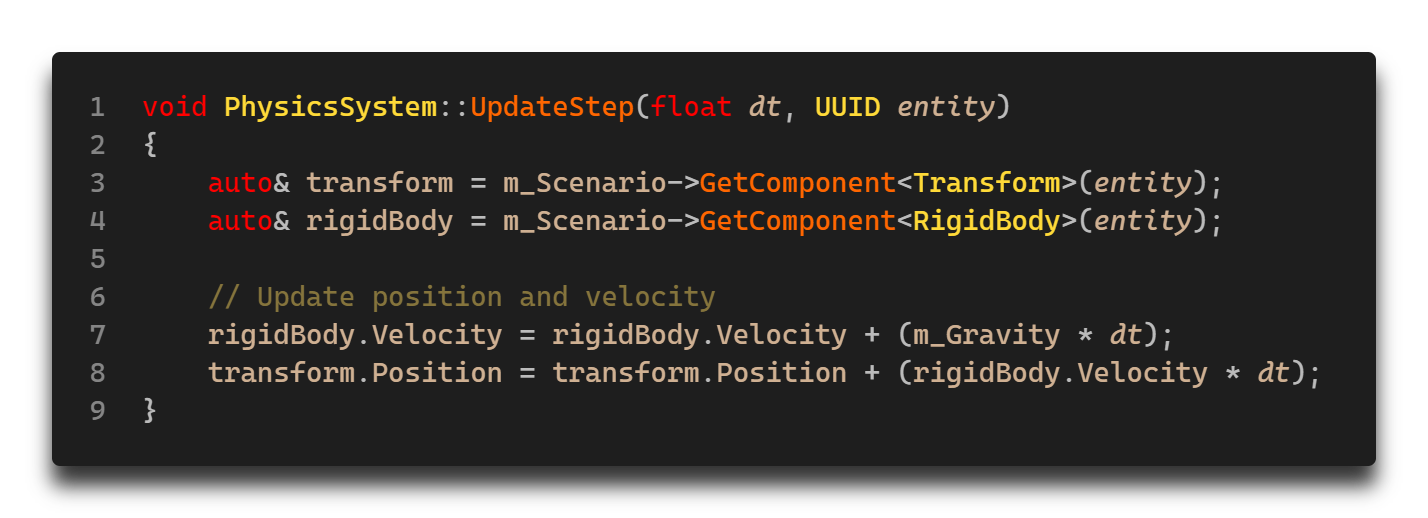 1 void PhysicsSystem::UpdateStep(float dt, UUID entity)
2 {
3     auto& transform = m_Scenario->GetComponent<Transform>(entity);
4     auto& rigidBody = m_Scenario->GetComponent<RigidBody>(entity);
5
6     // Update position and velocity
7     rigidBody.Velocity = rigidBody.Velocity + (m_Gravity * dt);
8     transform.Position = transform.Position + (rigidBody.Velocity * dt);
9 }